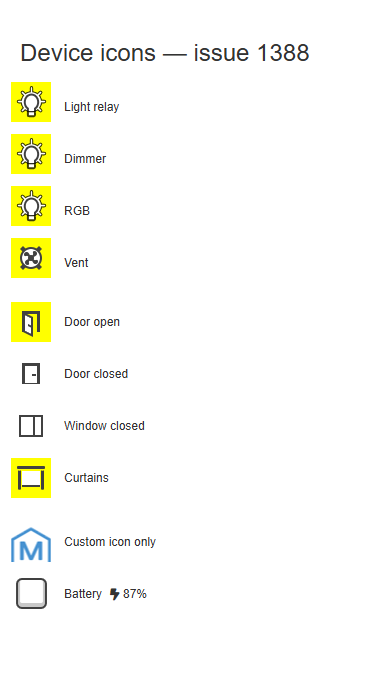 Device icons — issue 1388
Light relay
Dimmer
RGB
Vent
Door open
Door closed
Window closed
Curtains
M Custom icon only
Battery 87%